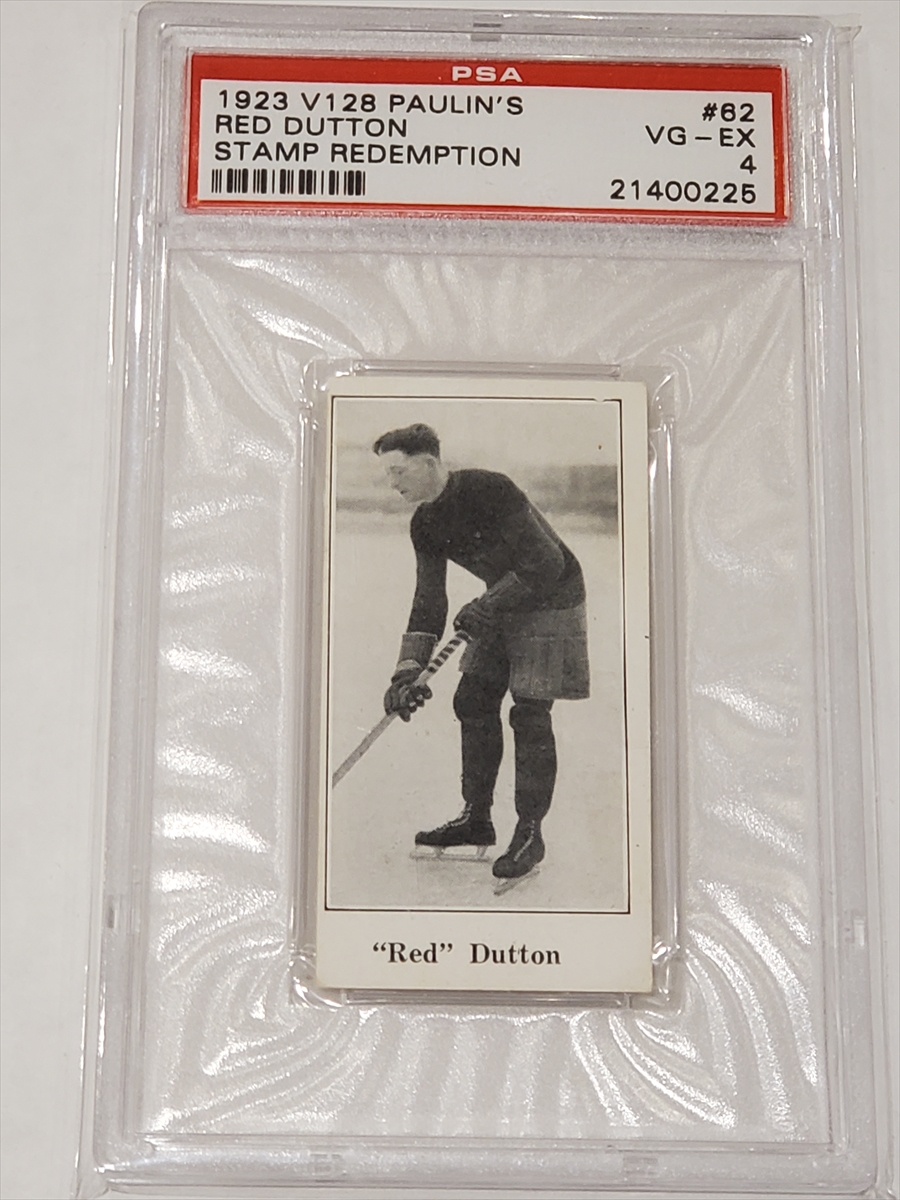 PSA
1923 V128 PAULIN'S #62
RED DUTTON VG - EX
STAMP REDEMPTION 4
21400225
"Red" Dutton